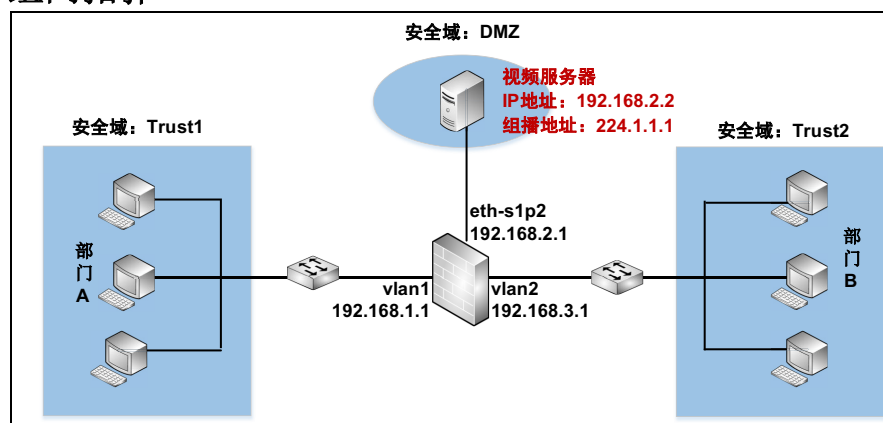 安全域：DMZ
视频服务器
IP地址：192.168.2.2
组播地址：224.1.1.1
安全域：Trust1
安全域：Trust2
eth-s1p2
192.168.2.1
部门A
部门B
vlan1
192.168.1.1
vlan2
192.168.3.1